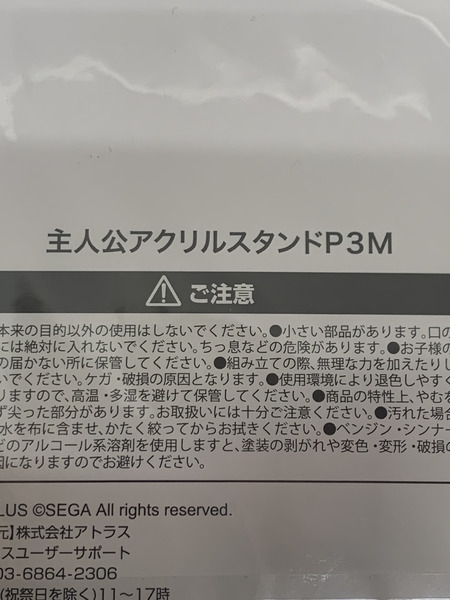 主人公アクリルスタンドP3M
ご注意
本来の目的以外の使用はしないでください。●小さい部品があります。口の
には絶対に入れないでください。ちっ息などの危険があります。●お子様の
の届かない所に保管してください。●組み立ての際、無理な力を加えたりし
いでください。ケガ・破損の原因となります。●使用環境により退色しやすく
りますので、高温・多湿を避けて保管してください。●商品の特性上、やむを
ず尖った部分があります。お取扱いには十分ご注意ください。●汚れた場合
水を布に含ませ、かたく絞ってからお拭きください。●ベンジン・シンナー
どのアルコール系溶剤を使用しますと、塗装の剥がれや変色・変形・破損の
因になりますのでお避けください。
LUS ©SEGA All rights reserved.
元】株式会社アトラス
スユーザーサポート
03-6864-2306
(祝祭日を除く)11〜17時